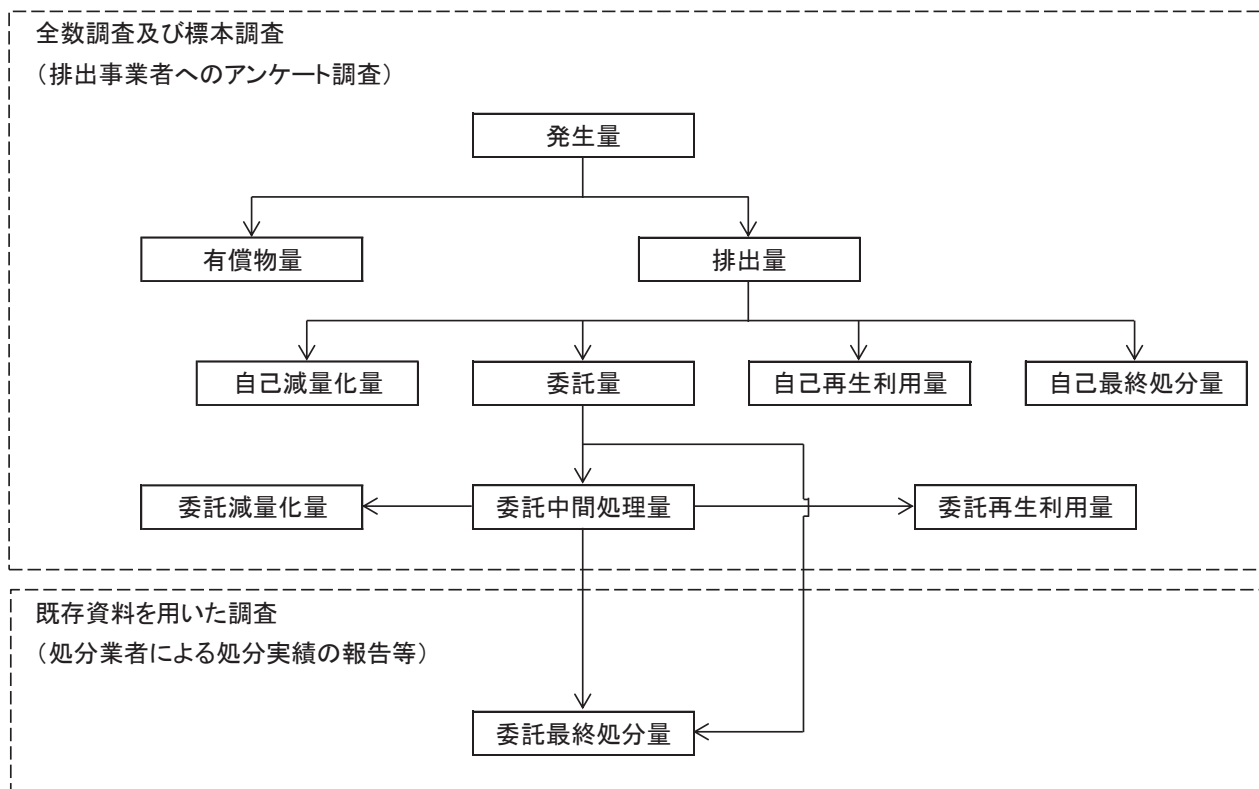 全数調査及び標本調査
（排出事業者へのアンケート調査）
発生量
有償物量
排出量
自己減量化量
委託量
自己再生利用量
自己最終処分量
委託減量化量
委託中間処理量
委託再生利用量
既存資料を用いた調査
（処分業者による処分実績の報告等）
委託最終処分量